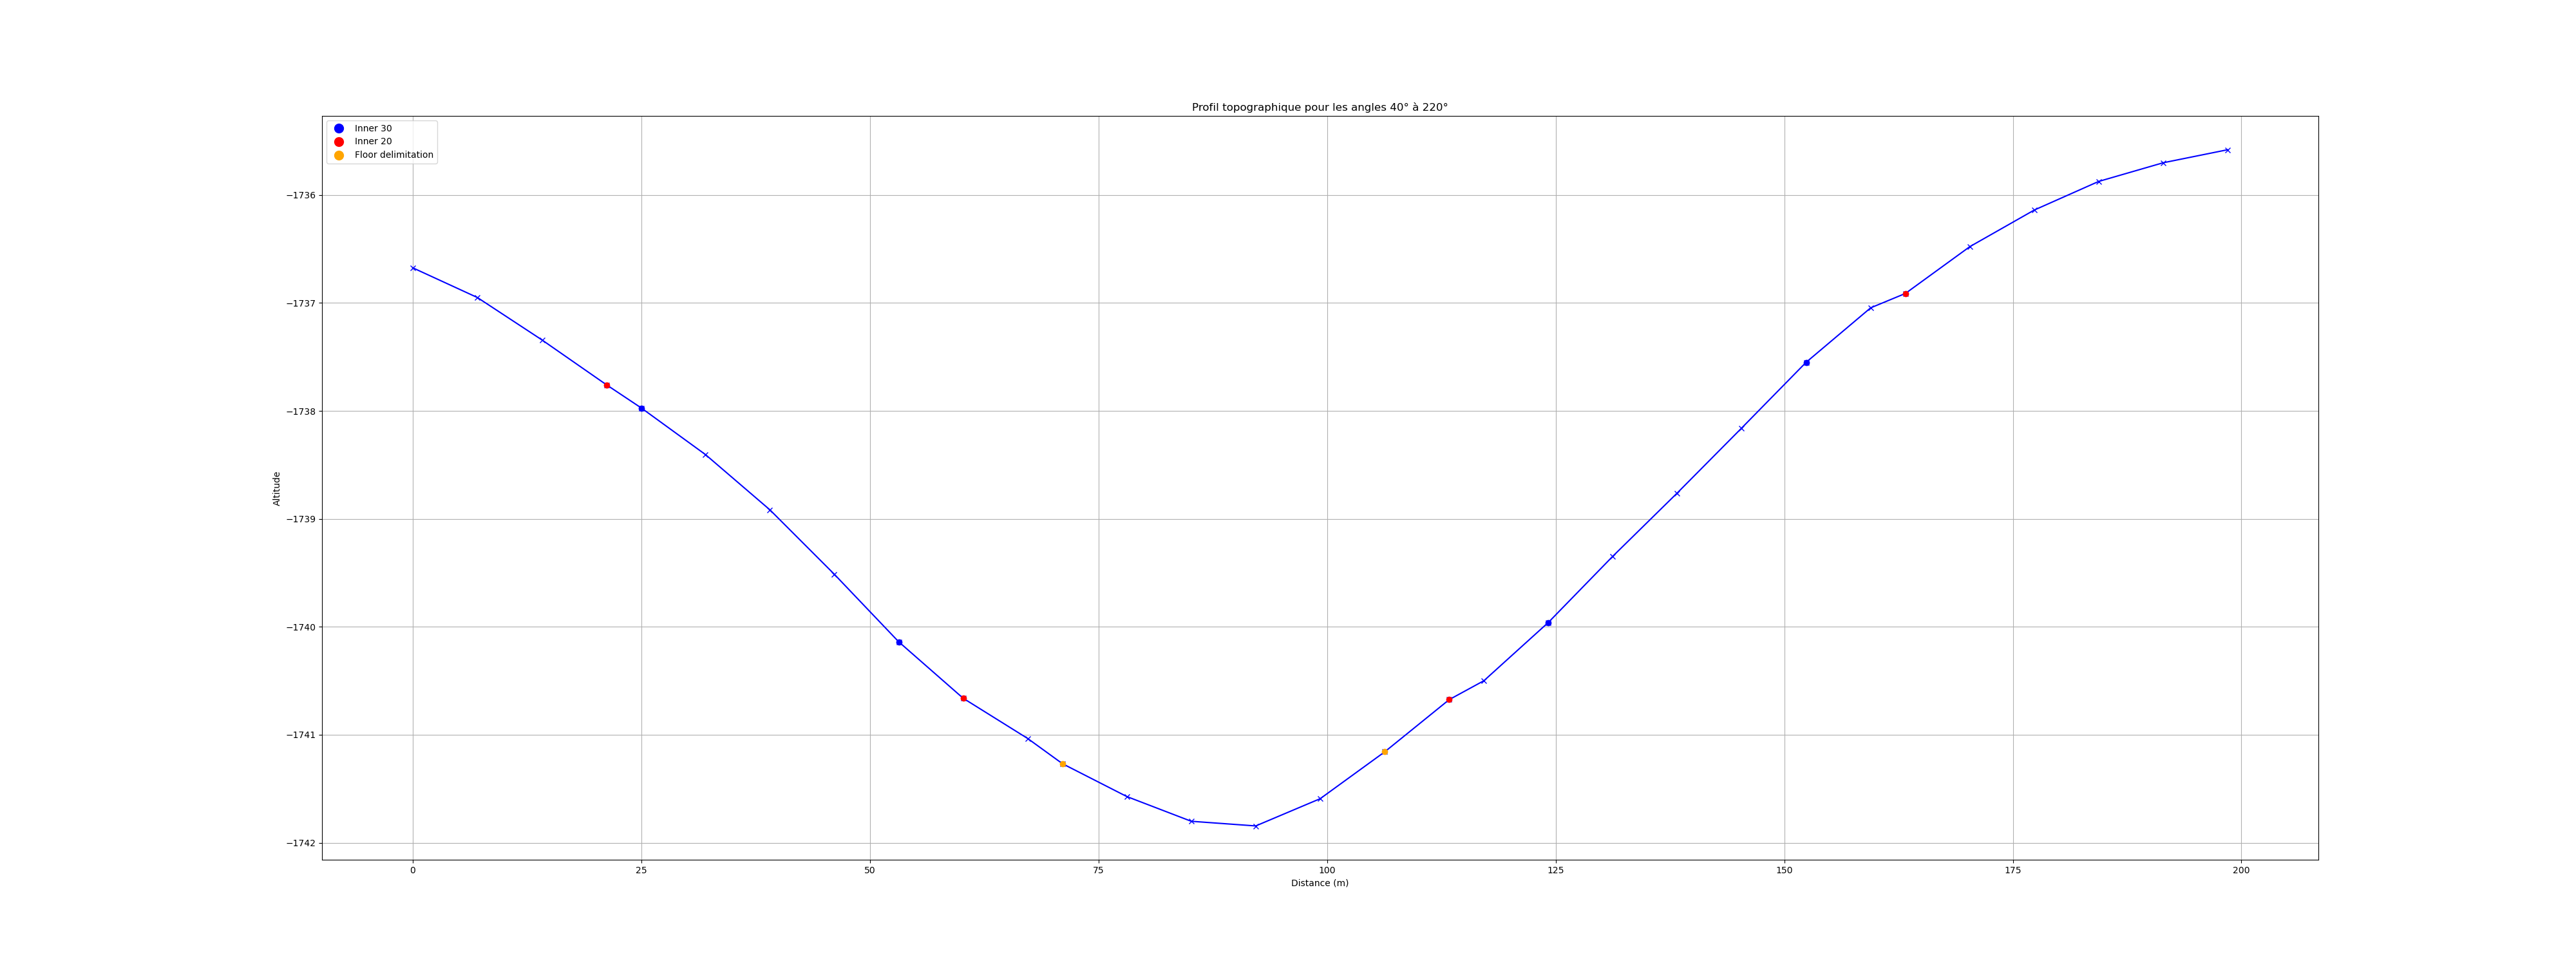 Profil topographique pour les angles 40° à 220°
Inner 30
Inner 20
Floor delimitation
Altitude
−1736
−1737
−1738
−1739
−1740
−1741
−1742
0 25 50 75 100 125 150 175 200
Distance (m)